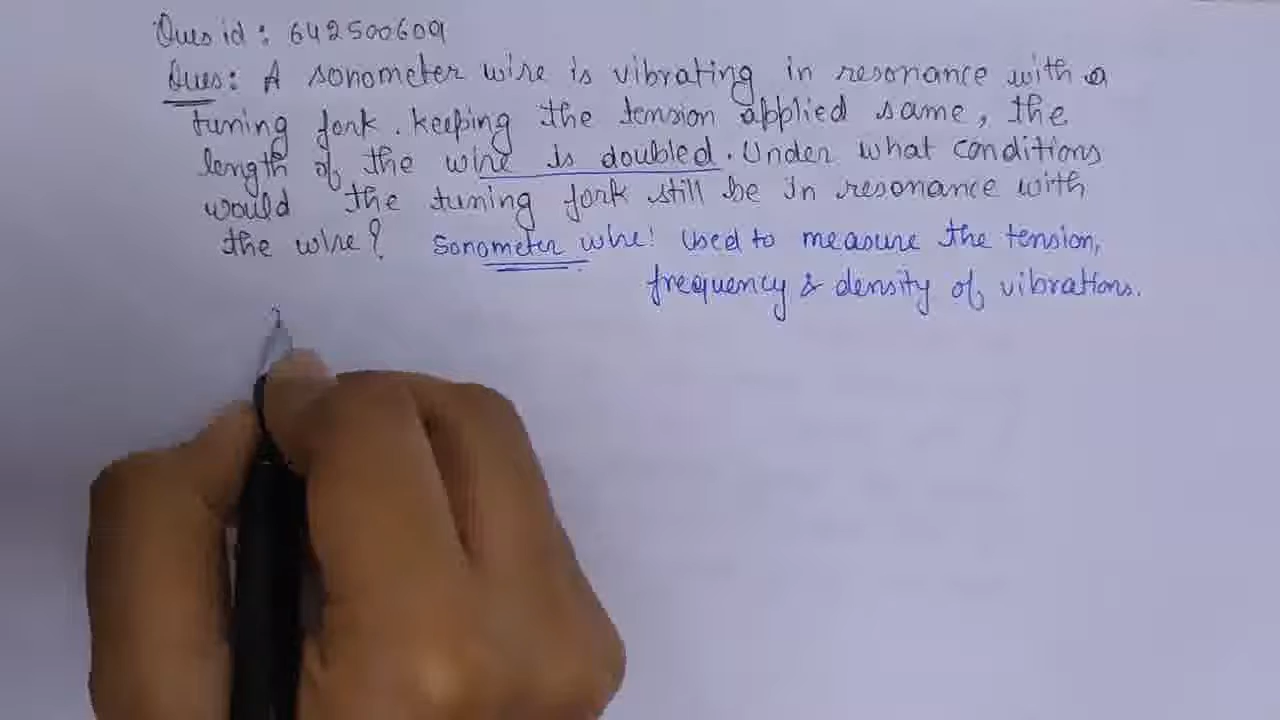 Ques id : 642500609
Ques: A sonometer wire is vibrating in resonance with a
tuning fork. keeping the tension applied same, the
length of the wire is doubled. Under what conditions
would the tuning fork still be in resonance with
the wire? Sonometer wire! Used to measure the tension,
frequency & density of vibrations.